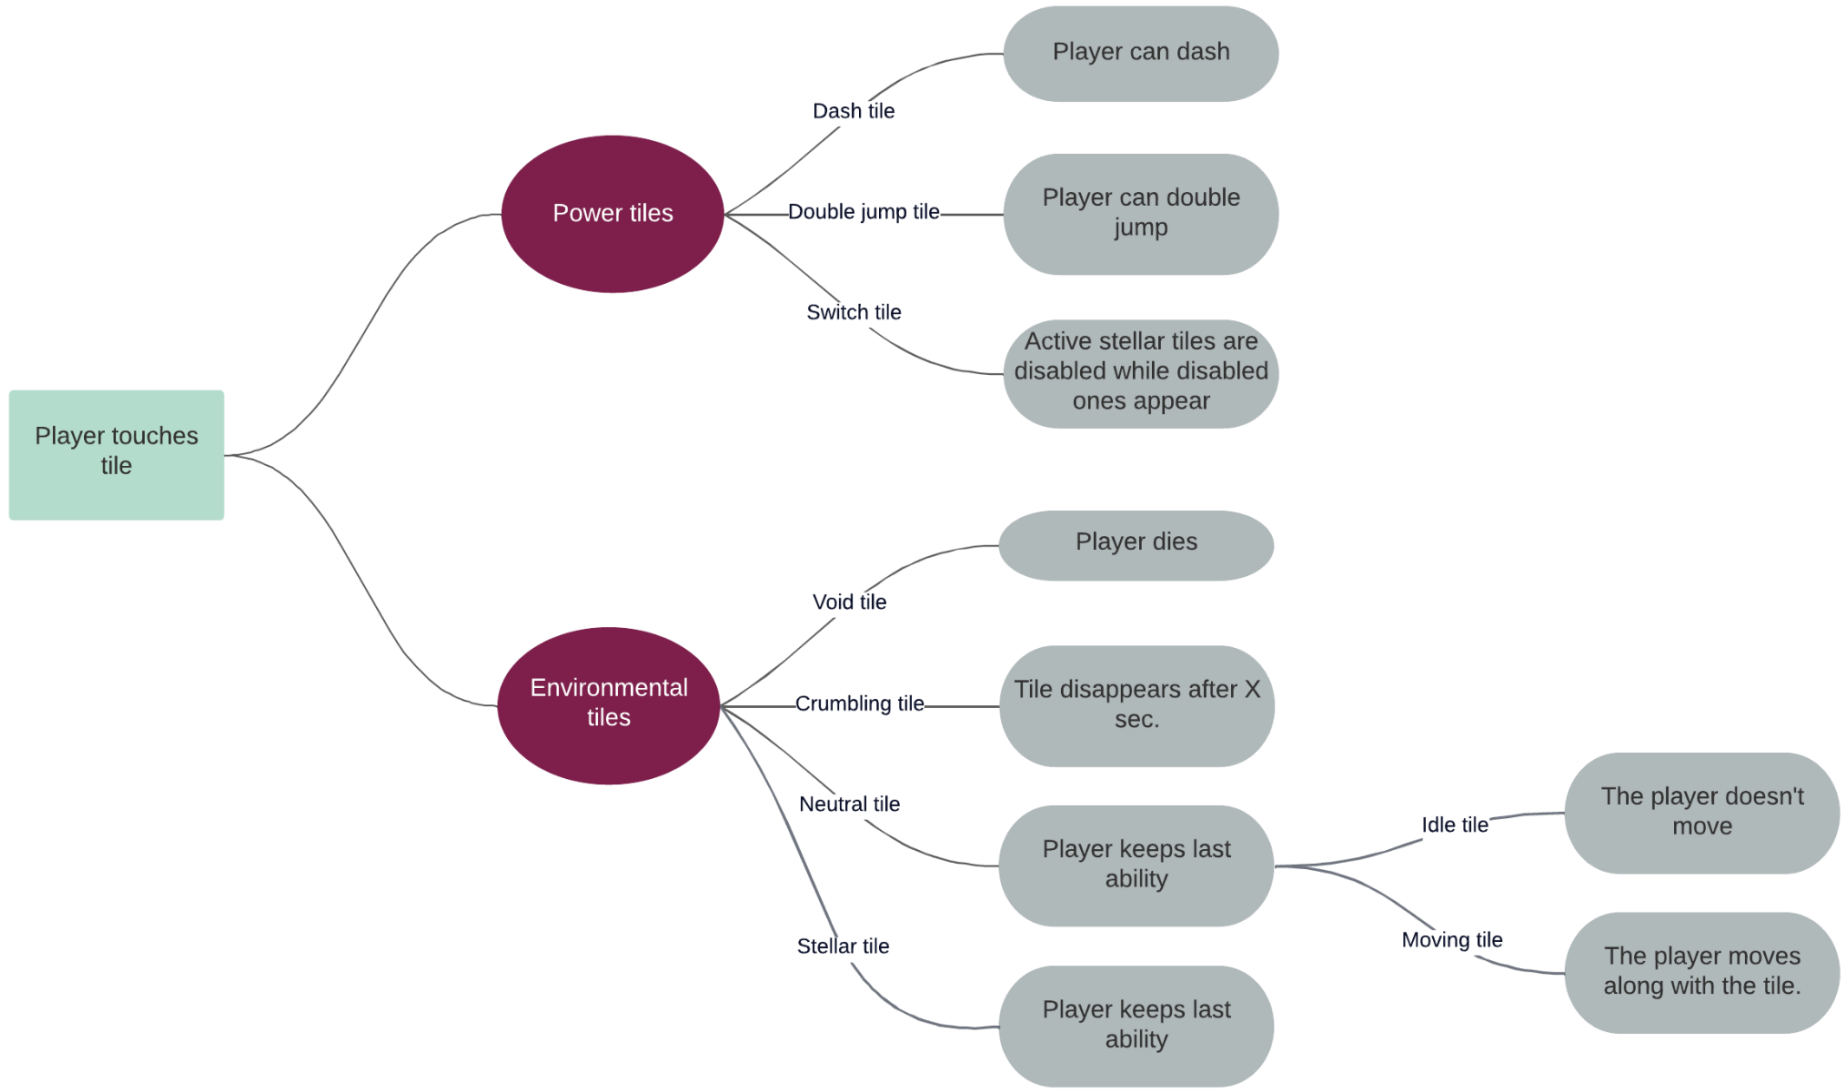 Player can dash
Dash tile
Power tiles
Double jump tile
Player can double
jump
Switch tile
Active stellar tiles are
disabled while disabled
ones appear
Player touches
tile
Player dies
Void tile
Environmental
tiles
Crumbling tile
Tile disappears after X
sec.
Neutral tile
Player keeps last
ability
Idle tile
The player doesn't
move
Moving tile
The player moves
along with the tile.
Stellar tile
Player keeps last
ability